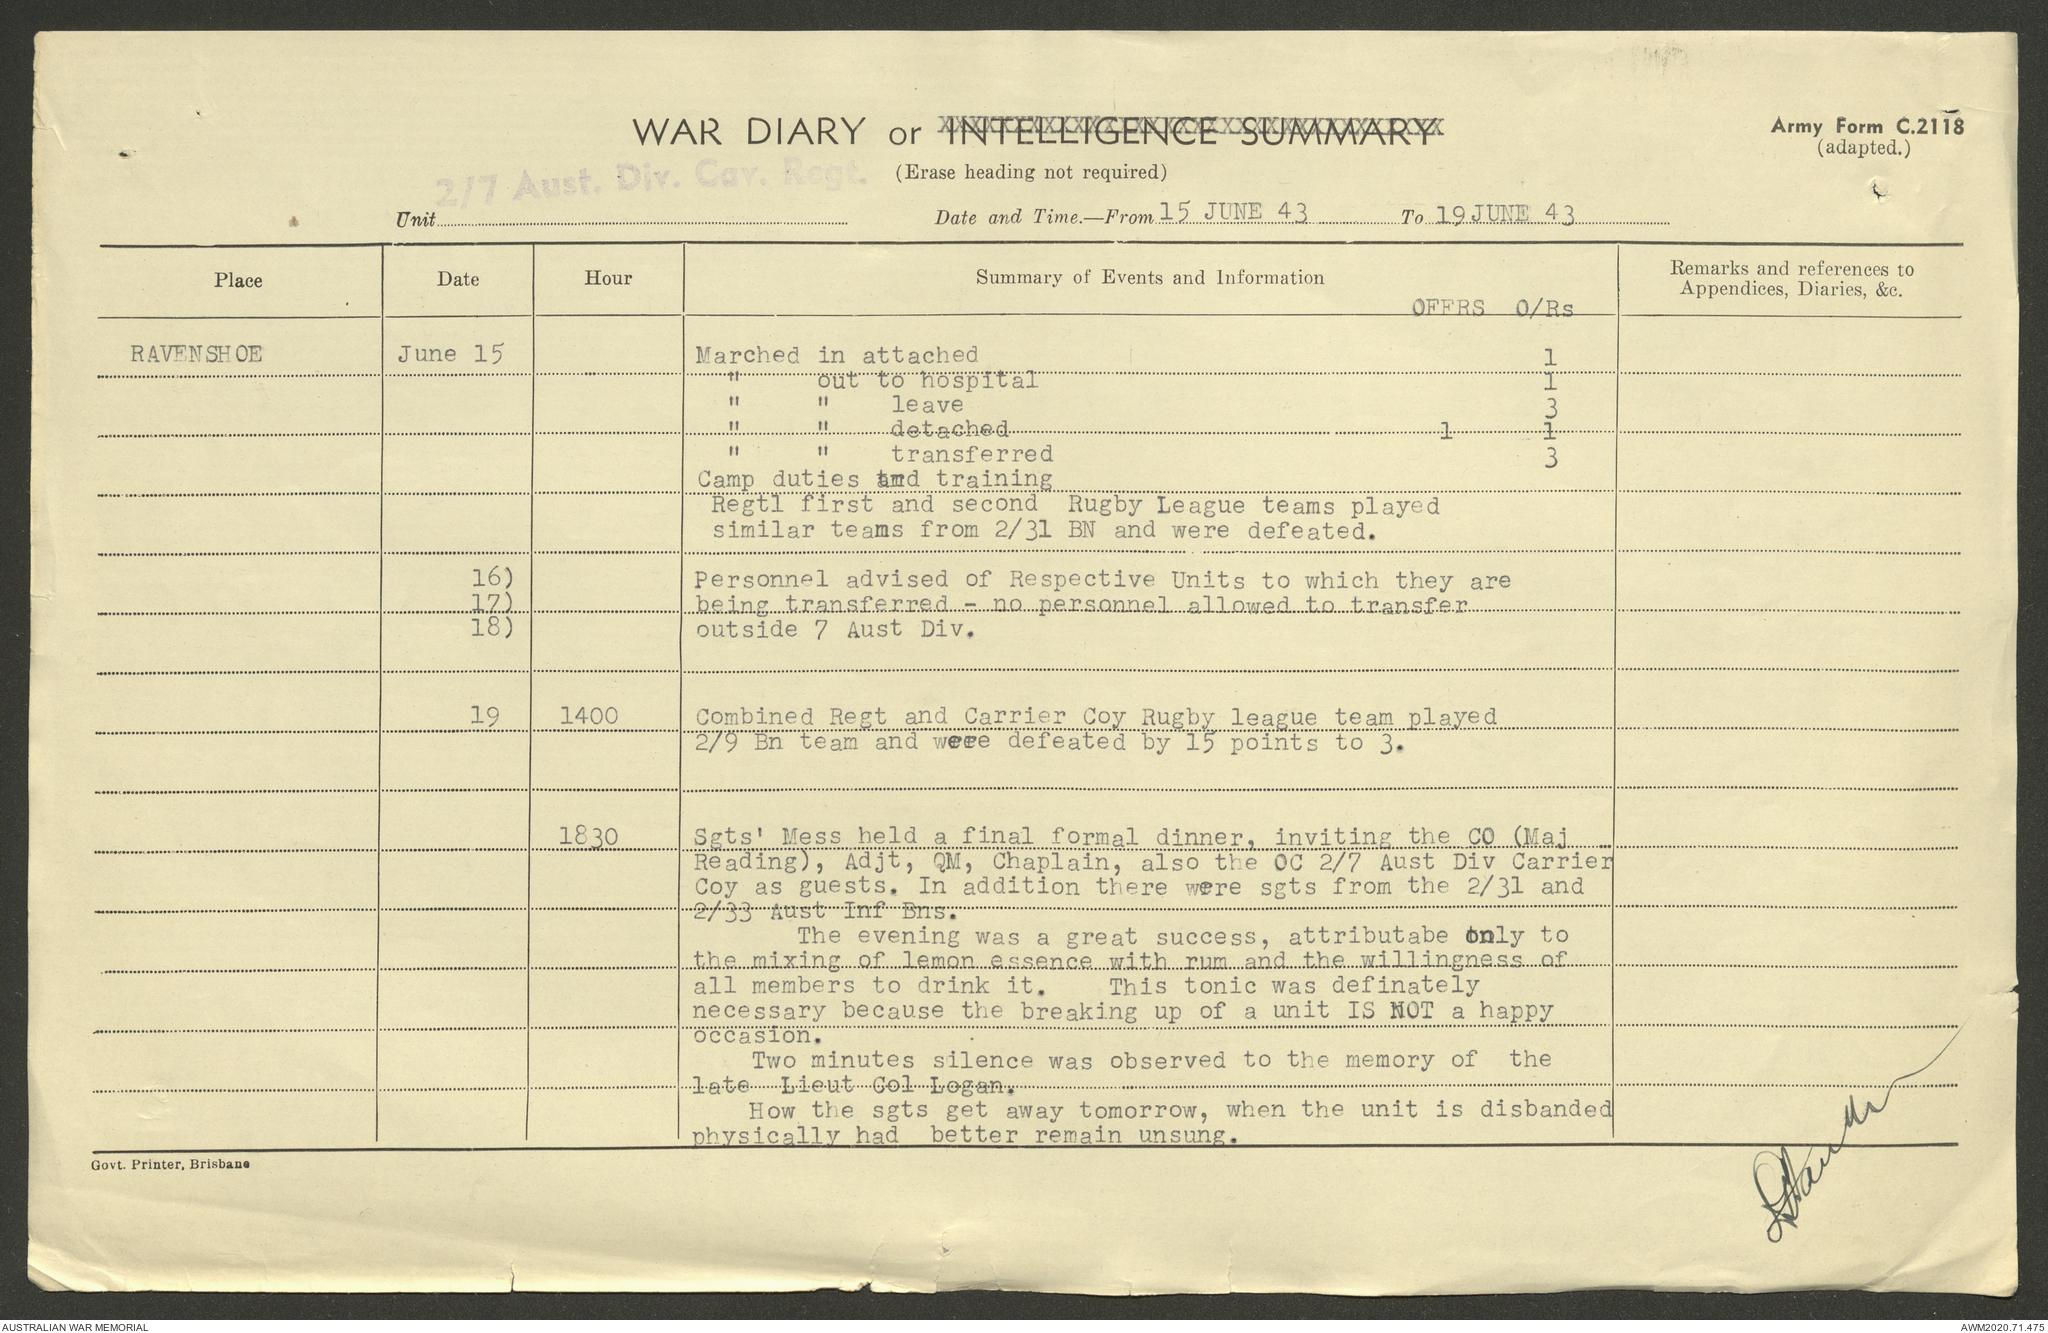 WAR DIARY or INTELLIGENCE SUMMARY
Army Form C.2118
(adapted.)
(Erase heading not required)
2/7 Aust. Div. Cav. Regt.
Unit
Date and Time.—From 15 JUNE 43 To 19 JUNE 43
Place Date Hour Summary of Events and Information Remarks and references to
Appendices, Diaries, &c.
OFFRS O/Rs
RAVENSHOE June 15 Marched in attached 1
" out to hospital 1
" " leave 3
" " detached 1 1
" " transferred 3
Camp duties and training
Regtl first and second Rugby League teams played
similar teams from 2/31 BN and were defeated.
16) Personnel advised of Respective Units to which they are
17) being transferred - no personnel allowed to transfer
18) outside 7 Aust Div.
19 1400 Combined Regt and Carrier Coy Rugby league team played
2/9 Bn team and were defeated by 15 points to 3.
1830 Sgts' Mess held a final formal dinner, inviting the CO (Maj
Reading), Adjt, QM, Chaplain, also the OC 2/7 Aust Div Carrier
Coy as guests. In addition there were sgts from the 2/31 and
2/33 Aust Inf Bns.
The evening was a great success, attributabe only to
the mixing of lemon essence with rum and the willingness of
all members to drink it. This tonic was definately
necessary because the breaking up of a unit IS NOT a happy
occasion.
Two minutes silence was observed to the memory of the
late Lieut Col Logan.
How the sgts get away tomorrow, when the unit is disbanded
physically had better remain unsung.
Govt. Printer, Brisbane
AUSTRALIAN WAR MEMORIAL
AWM2020.71.475